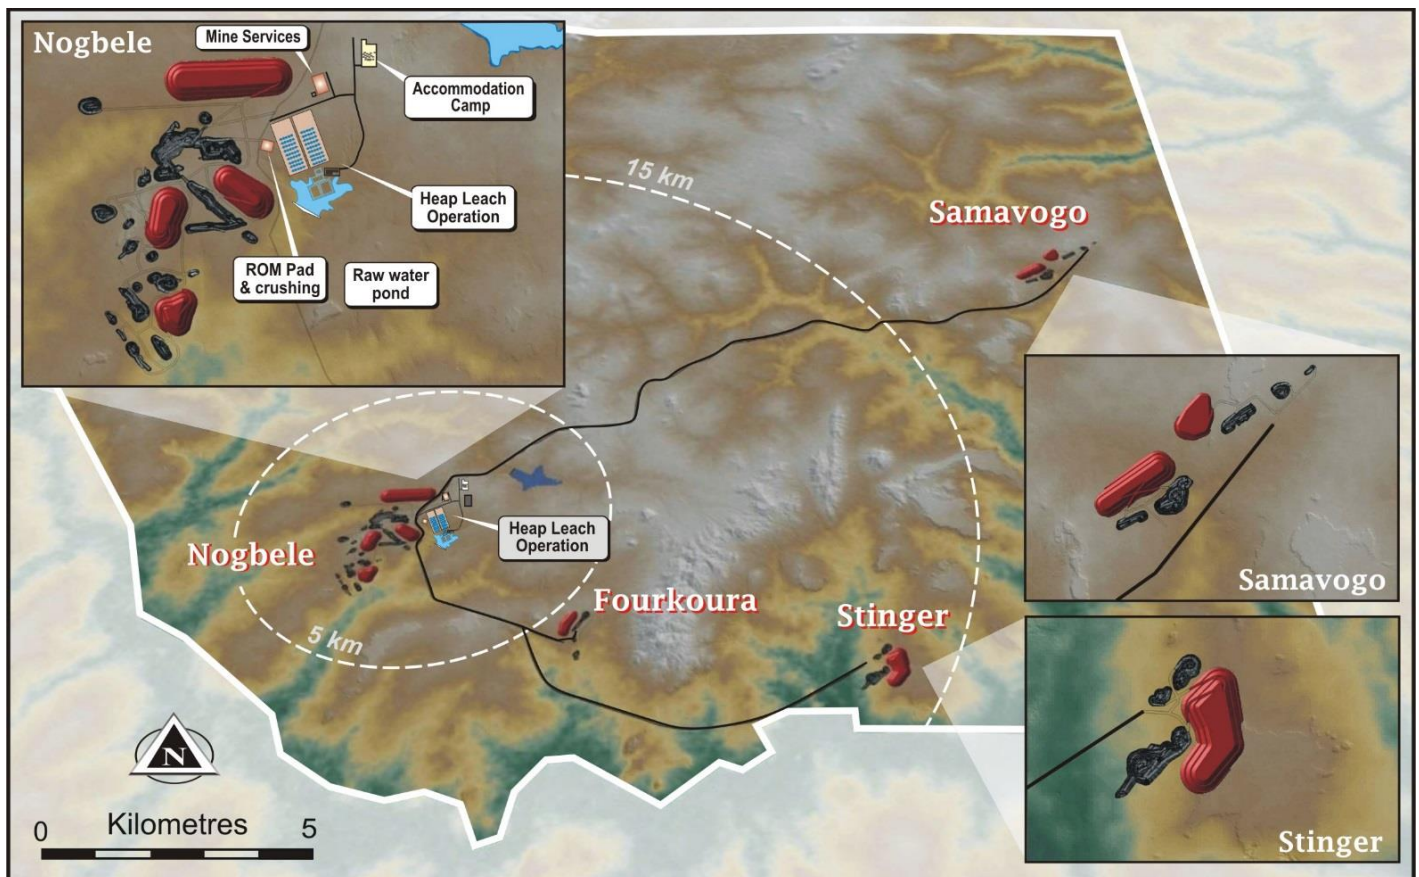 Nogbele
Mine Services
Accommodation
Camp
Heap Leach
Operation
ROM Pad
& crushing
Raw water
pond
15 km
Samavogo
Nogbele
Heap Leach
Operation
Fourkoura
Stinger
5 km
Samavogo
Stinger
N
0 Kilometres 5